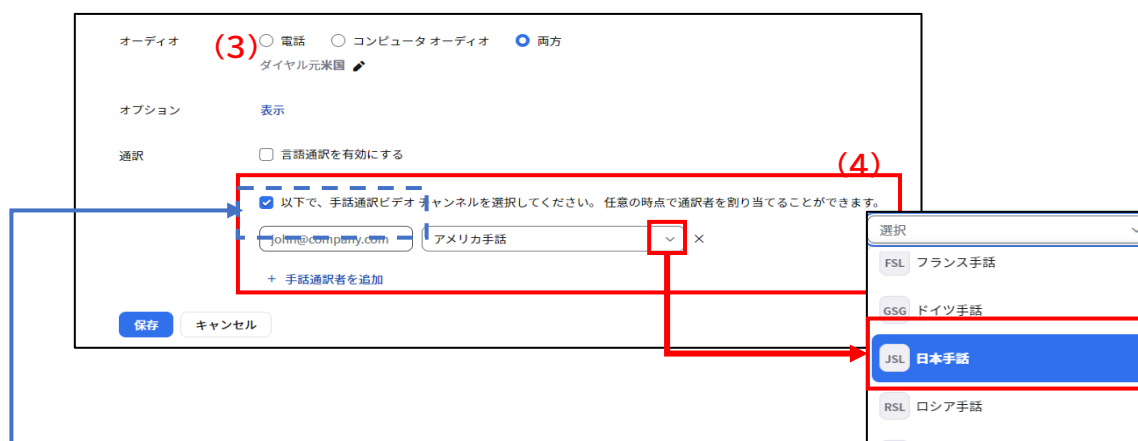 オーディオ
(3)
電話 コンピュータ オーディオ 両方
ダイヤル元米国
オプション 表示
通訳 言語通訳を有効にする
(4)
以下で、手話通訳ビデオ チャンネルを選択してください。 任意の時点で通訳者を割り当てることができます。
john@company.com アメリカ手話 ×
+ 手話通訳者を追加
保存 キャンセル
選択
FSL フランス手話
GSG ドイツ手話
JSL 日本手話
RSL ロシア手話